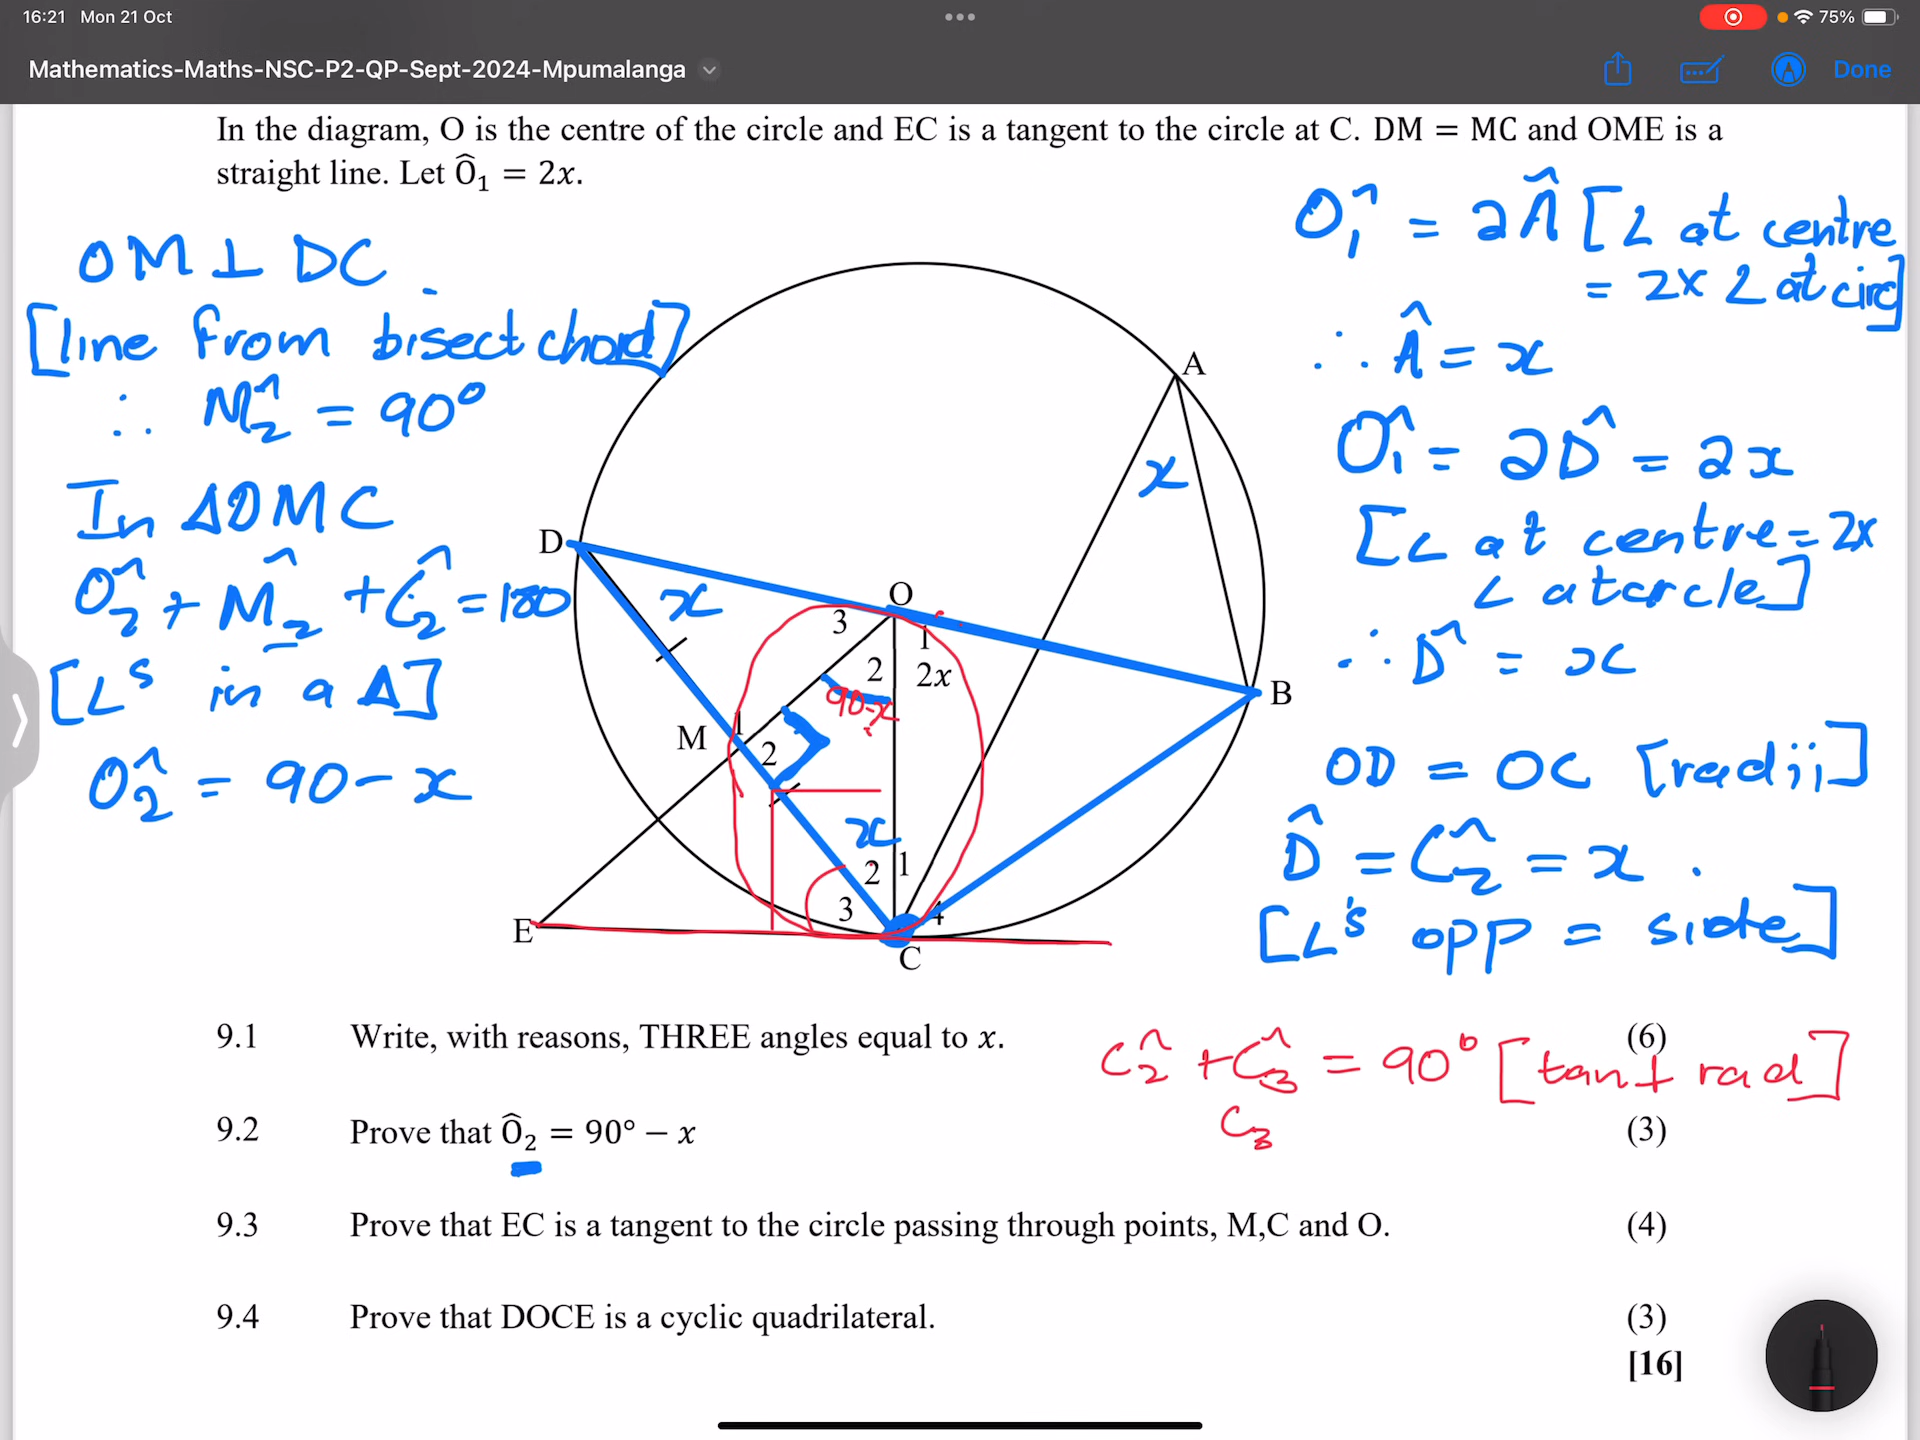 16:21 Mon 21 Oct
75%
Mathematics-Maths-NSC-P2-QP-Sept-2024-Mpumalanga
Done
In the diagram, O is the centre of the circle and EC is a tangent to the circle at C. DM = MC and OME is a
straight line. Let Ô₁ = 2x.
OM ⊥ DC
[line from bisect chord]
∴ M̂₂ = 90°
In ΔOMC
Ô₂ + M̂₂ + Ĉ₂ = 180
[∠s in a Δ]
Ô₂ = 90 - x
Ô₁ = 2Â [∠ at centre
= 2x ∠ at circ]
∴ Â = x
Ô₁ = 2D̂ = 2x
[∠ at centre = 2x
∠ at circle]
∴ D̂ = x
OD = OC [radii]
D̂ = Ĉ₂ = x .
[∠'s opp = side]
A
x
D
x
O
3
1
2
2x
90-x
B
M
1
2
x
2
1
3
4
E
C
9.1 Write, with reasons, THREE angles equal to x. (6)
Ĉ₂ + Ĉ₃ = 90° [tan ⊥ rad]
C₃
9.2 Prove that Ô₂ = 90° − x (3)
9.3 Prove that EC is a tangent to the circle passing through points, M,C and O. (4)
9.4 Prove that DOCE is a cyclic quadrilateral. (3)
[16]